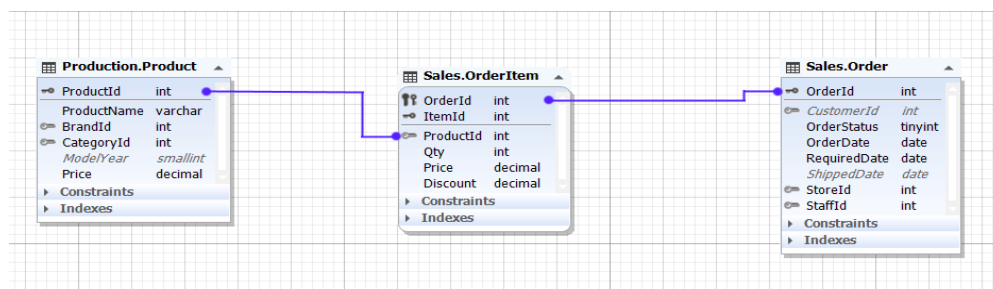 Production.Product
ProductId int
ProductName varchar
BrandId int
CategoryId int
ModelYear smallint
Price decimal
Constraints
Indexes
Sales.OrderItem
OrderId int
ItemId int
ProductId int
Qty int
Price decimal
Discount decimal
Constraints
Indexes
Sales.Order
OrderId int
CustomerId int
OrderStatus tinyint
OrderDate date
RequiredDate date
ShippedDate date
StoreId int
StaffId int
Constraints
Indexes